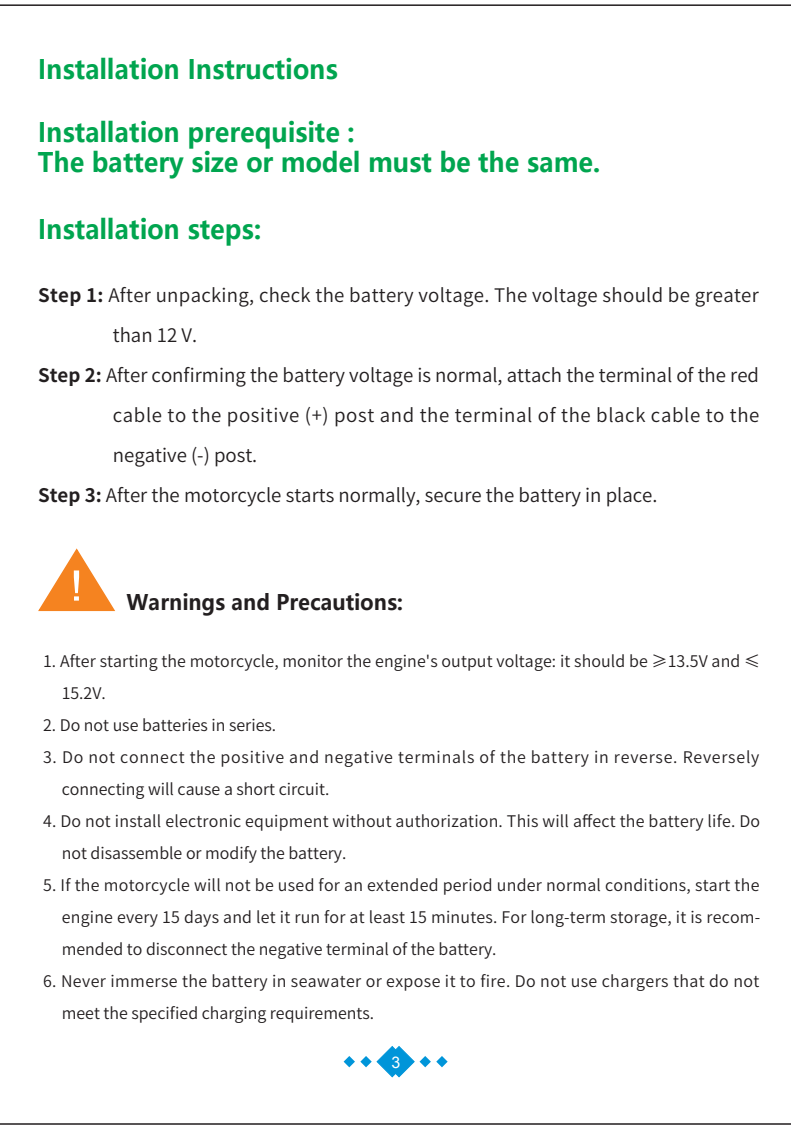 Installation Instructions
Installation prerequisite :
The battery size or model must be the same.
Installation steps:
Step 1: After unpacking, check the battery voltage. The voltage should be greater
than 12 V.
Step 2: After confirming the battery voltage is normal, attach the terminal of the red
cable to the positive (+) post and the terminal of the black cable to the
negative (-) post.
Step 3: After the motorcycle starts normally, secure the battery in place.
!
Warnings and Precautions:
1. After starting the motorcycle, monitor the engine's output voltage: it should be ⩾13.5V and ⩽
15.2V.
2. Do not use batteries in series.
3. Do not connect the positive and negative terminals of the battery in reverse. Reversely
connecting will cause a short circuit.
4. Do not install electronic equipment without authorization. This will affect the battery life. Do
not disassemble or modify the battery.
5. If the motorcycle will not be used for an extended period under normal conditions, start the
engine every 15 days and let it run for at least 15 minutes. For long-term storage, it is recom-
mended to disconnect the negative terminal of the battery.
6. Never immerse the battery in seawater or expose it to fire. Do not use chargers that do not
meet the specified charging requirements.
3